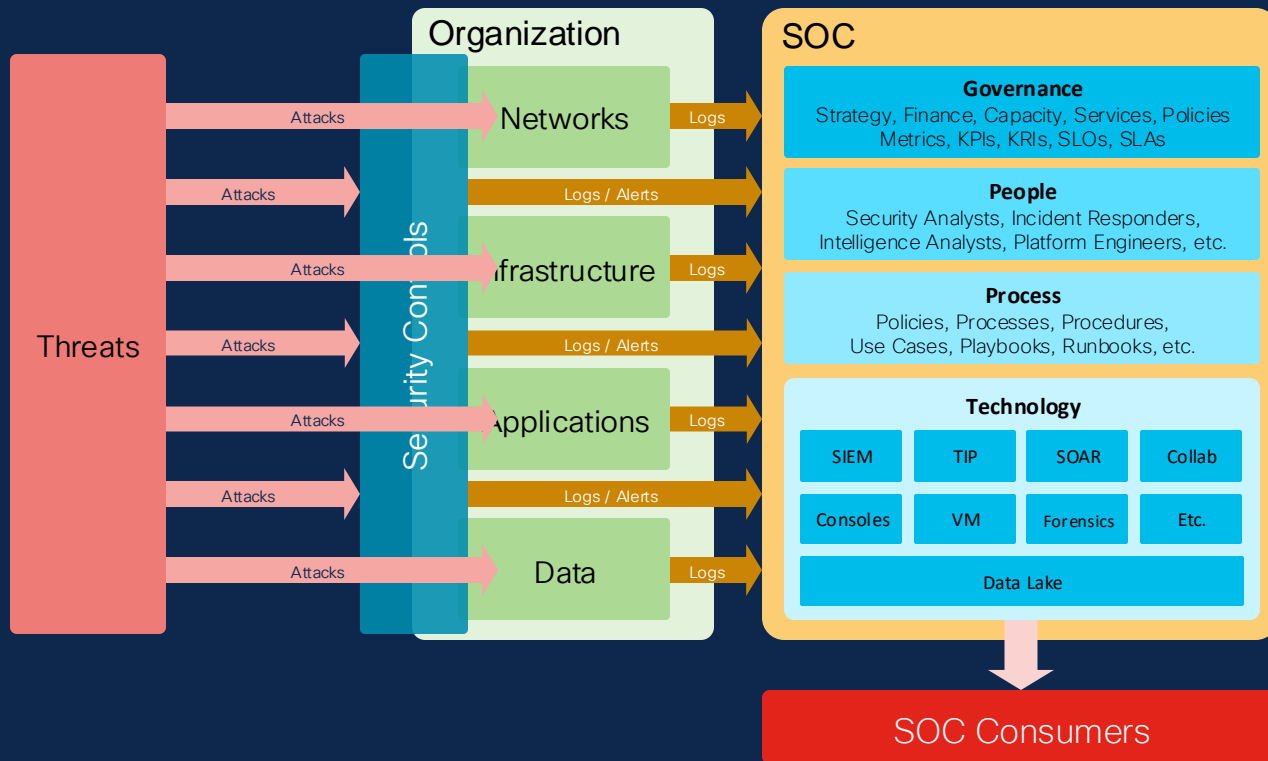 Organization
SOC
Threats
Security Controls
Attacks
Attacks
Attacks
Attacks
Attacks
Attacks
Attacks
Networks
Logs
Logs / Alerts
nfrastructure
Logs
Logs / Alerts
Applications
Logs
Logs / Alerts
Data
Logs
Governance
Strategy, Finance, Capacity, Services, Policies
Metrics, KPIs, KRIs, SLOs, SLAs
People
Security Analysts, Incident Responders,
Intelligence Analysts, Platform Engineers, etc.
Process
Policies, Processes, Procedures,
Use Cases, Playbooks, Runbooks, etc.
Technology
SIEM
TIP
SOAR
Collab
Consoles
VM
Forensics
Etc.
Data Lake
SOC Consumers